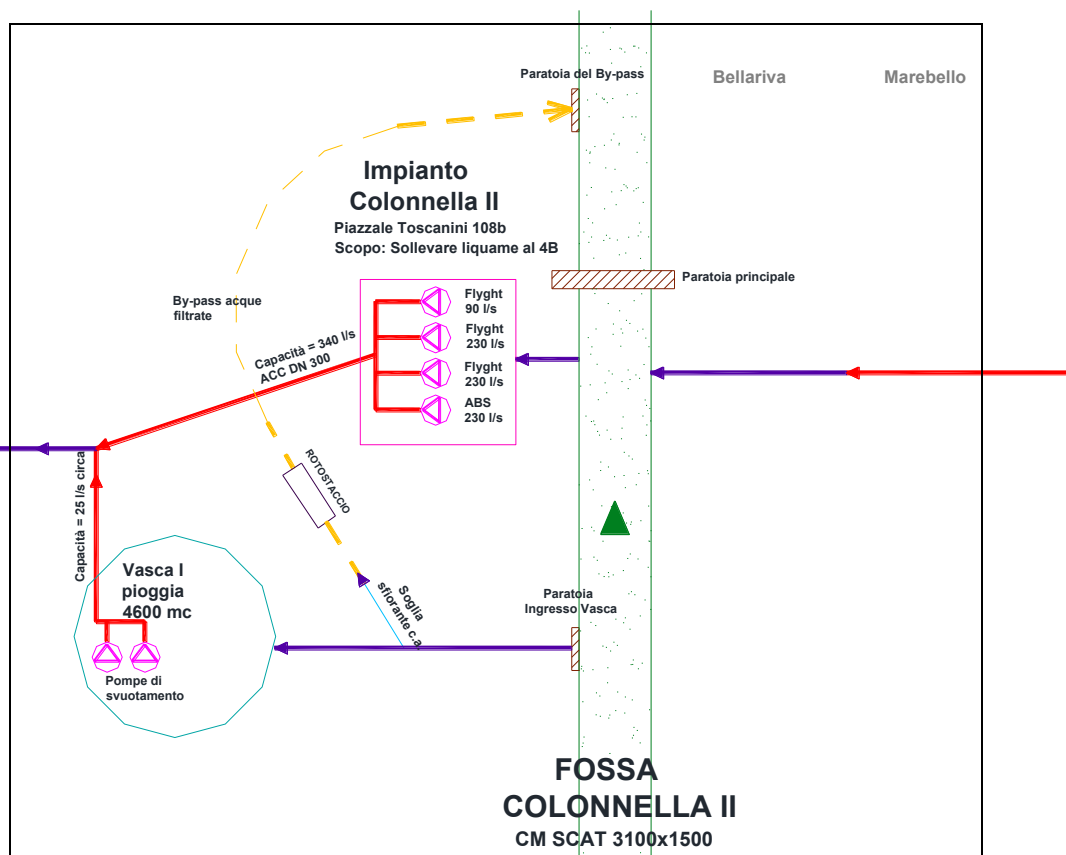 Paratoia del By-pass
Bellariva
Marebello
Impianto
Colonnella II
Piazzale Toscanini 108b
Scopo: Sollevare liquame al 4B
Paratoia principale
By-pass acque
filtrate
Flyght
90 l/s
Flyght
230 l/s
Flyght
230 l/s
ABS
230 l/s
Capacità = 340 l/s
ACC DN 300
ROTOSTACCIO
Capacità = 25 l/s circa
Vasca I
pioggia
4600 mc
Soglia
sfiorante c.a.
Paratoia
Ingresso Vasca
Pompe di
svuotamento
FOSSA
COLONNELLA II
CM SCAT 3100x1500